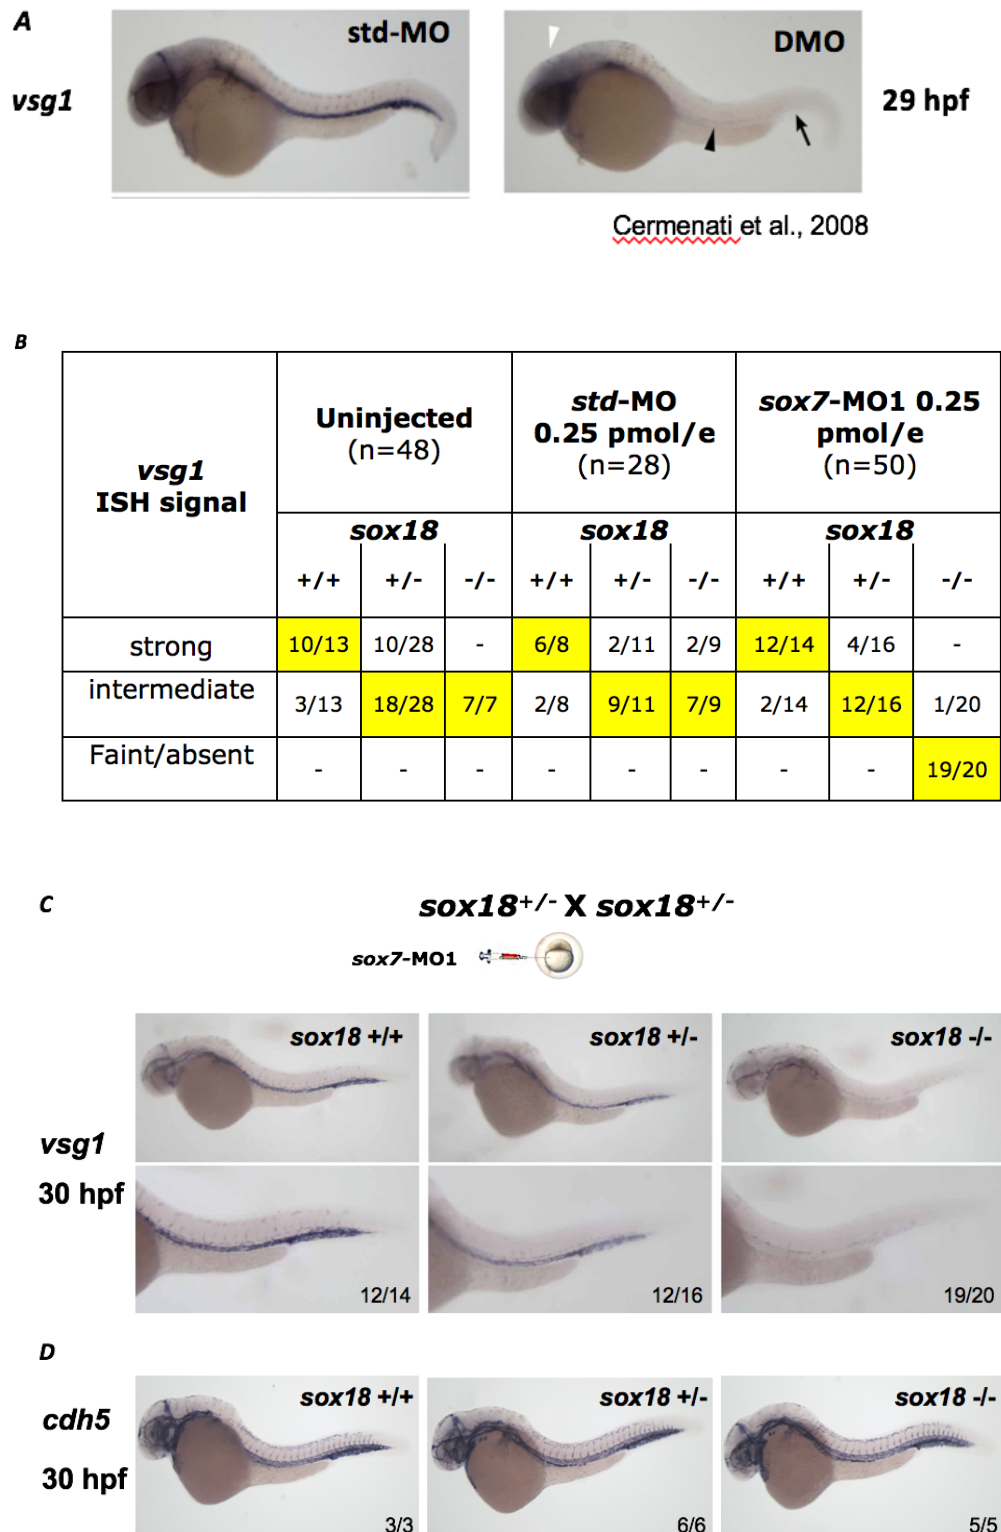 A
std-MO
DMO
vsg1
29 hpf
Cermenati et al., 2008
B
vsg1
ISH signal
Uninjected
(n=48)
std-MO
0.25 pmol/e
(n=28)
sox7-MO1 0.25
pmol/e
(n=50)
sox18 sox18 sox18
+/+ +/- -/- +/+ +/- -/- +/+ +/- -/-
strong 10/13 10/28 - 6/8 2/11 2/9 12/14 4/16 -
intermediate 3/13 18/28 7/7 2/8 9/11 7/9 2/14 12/16 1/20
Faint/absent - - - - - - - - 19/20
C
sox18+/- X sox18+/-
sox7-MO1
sox18 +/+ sox18 +/- sox18 -/-
vsg1
30 hpf
12/14 12/16 19/20
D
sox18 +/+ sox18 +/- sox18 -/-
cdh5
30 hpf
3/3 6/6 5/5